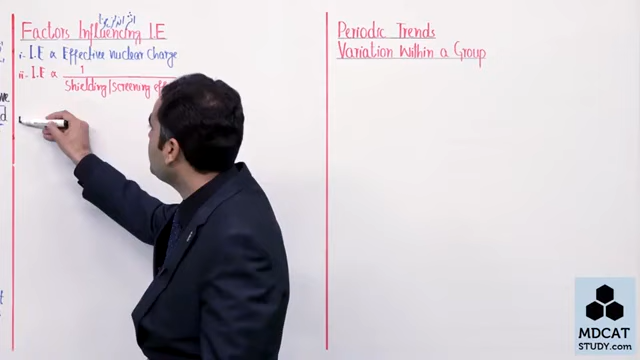 Factors Influencing I.E
i- I.E ∝ Effective nuclear charge
ii- I.E ∝ 1
Shielding/screening
Periodic Trends
Variation Within a Group
MDCAT
STUDY.com